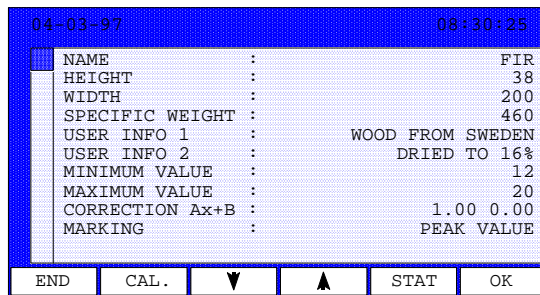 04-03-97 08:30:25
NAME : FIR
HEIGHT : 38
WIDTH : 200
SPECIFIC WEIGHT : 460
USER INFO 1 : WOOD FROM SWEDEN
USER INFO 2 : DRIED TO 16%
MINIMUM VALUE : 12
MAXIMUM VALUE : 20
CORRECTION Ax+B : 1.00 0.00
MARKING : PEAK VALUE
END CAL. STAT OK